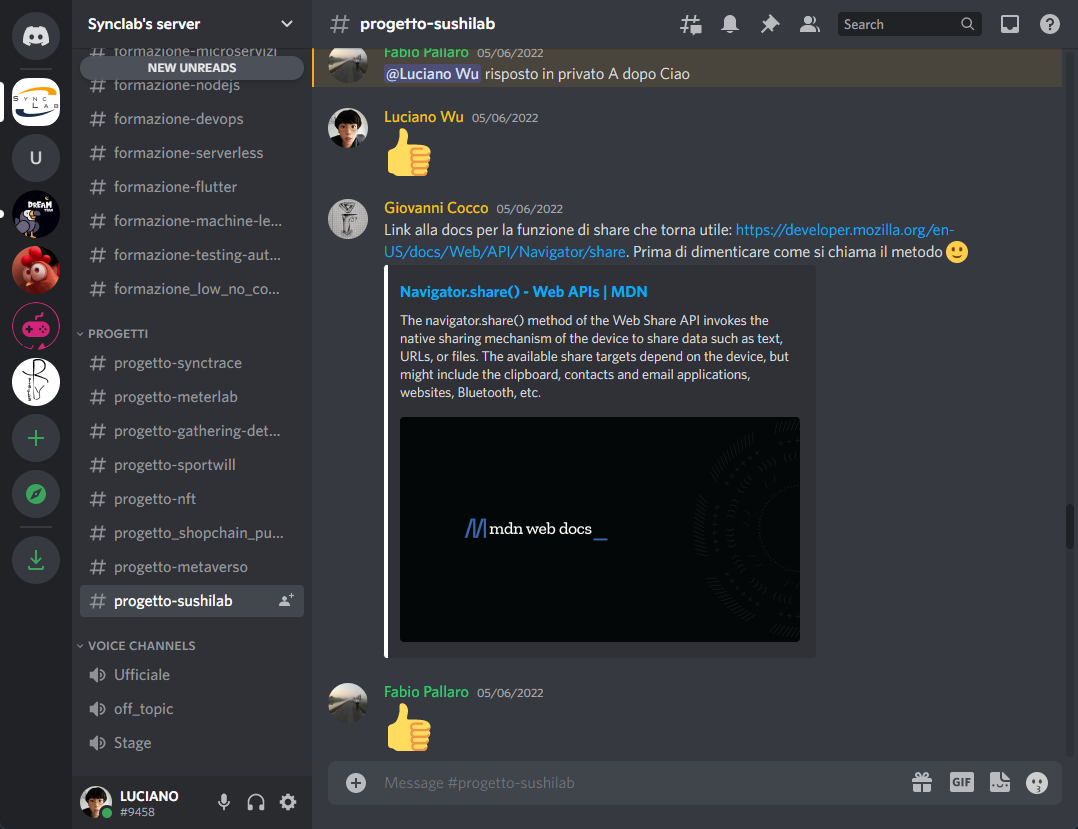 Synclab's server
formazione-microservizi
NEW UNREADS
formazione-nodejs
formazione-devops
formazione-serverless
formazione-flutter
formazione-machine-le...
formazione-testing-aut...
formazione_low_no_co...
PROGETTI
progetto-synctrace
progetto-meterlab
progetto-gathering-det...
progetto-sportwill
progetto-nft
progetto_shopchain_pu...
progetto-metaverso
progetto-sushilab
VOICE CHANNELS
Ufficiale
off_topic
Stage
LUCIANO
#9458
SYNC
LAB
U
DREAM
TEAM
# progetto-sushilab
Search
Fabio Pallaro 05/06/2022
@Luciano Wu risposto in privato A dopo Ciao
Luciano Wu 05/06/2022
👍
Giovanni Cocco 05/06/2022
Link alla docs per la funzione di share che torna utile: https://developer.mozilla.org/en-
US/docs/Web/API/Navigator/share. Prima di dimenticare come si chiama il metodo 🙂
Navigator.share() - Web APIs | MDN
The navigator.share() method of the Web Share API invokes the
native sharing mechanism of the device to share data such as text,
URLs, or files. The available share targets depend on the device, but
might include the clipboard, contacts and email applications,
websites, Bluetooth, etc.
mdn web docs_
Fabio Pallaro 05/06/2022
👍
Message #progetto-sushilab
GIF